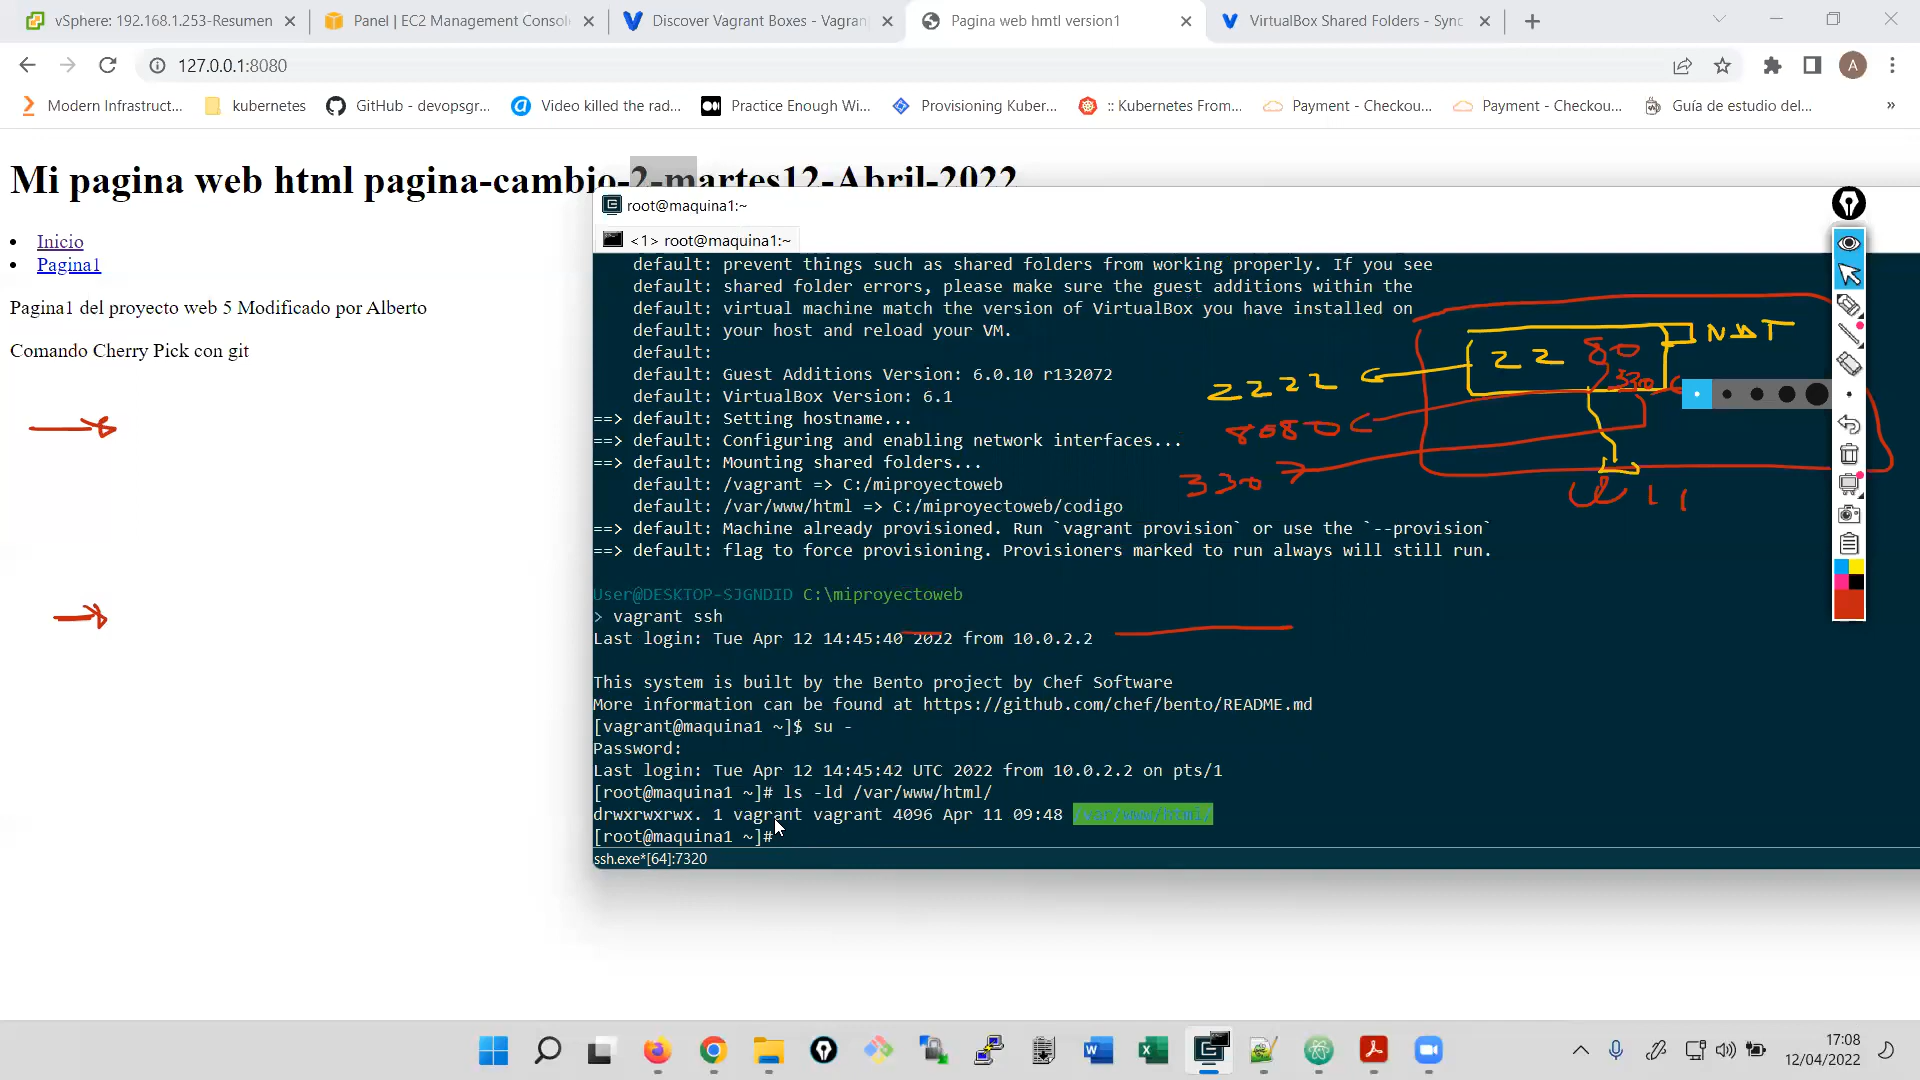 vSphere: 192.168.1.253-Resumen
Panel | EC2 Management Consol
Discover Vagrant Boxes - Vagran
Pagina web hmtl version1
VirtualBox Shared Folders - Sync
127.0.0.1:8080
A
Modern Infrastruct...
kubernetes
GitHub - devopsgr...
Video killed the rad...
Practice Enough Wi...
Provisioning Kuber...
:: Kubernetes From...
Payment - Checkou...
Payment - Checkou...
Guía de estudio del...
»
Mi pagina web html pagina-cambio-2-martes12-Abril-2022
Inicio
Pagina1
Pagina1 del proyecto web 5 Modificado por Alberto
Comando Cherry Pick con git
root@maquina1:~
<1> root@maquina1:~
default: prevent things such as shared folders from working properly. If you see
default: shared folder errors, please make sure the guest additions within the
default: virtual machine match the version of VirtualBox you have installed on
default: your host and reload your VM.
default:
default: Guest Additions Version: 6.0.10 r132072
default: VirtualBox Version: 6.1
==> default: Setting hostname...
==> default: Configuring and enabling network interfaces...
==> default: Mounting shared folders...
default: /vagrant => C:/miproyectoweb
default: /var/www/html => C:/miproyectoweb/codigo
==> default: Machine already provisioned. Run `vagrant provision` or use the `--provision`
==> default: flag to force provisioning. Provisioners marked to run always will still run.
User@DESKTOP-SJGNDID C:\miproyectoweb
> vagrant ssh
Last login: Tue Apr 12 14:45:40 2022 from 10.0.2.2
This system is built by the Bento project by Chef Software
More information can be found at https://github.com/chef/bento/README.md
[vagrant@maquina1 ~]$ su -
Password:
Last login: Tue Apr 12 14:45:42 UTC 2022 from 10.0.2.2 on pts/1
[root@maquina1 ~]# ls -ld /var/www/html/
drwxrwxrwx. 1 vagrant vagrant 4096 Apr 11 09:48 /var/www/html/
[root@maquina1 ~]#
ssh.exe*[64]:7320
NAT
22 80
330
2222
8080
330
17:08
12/04/2022